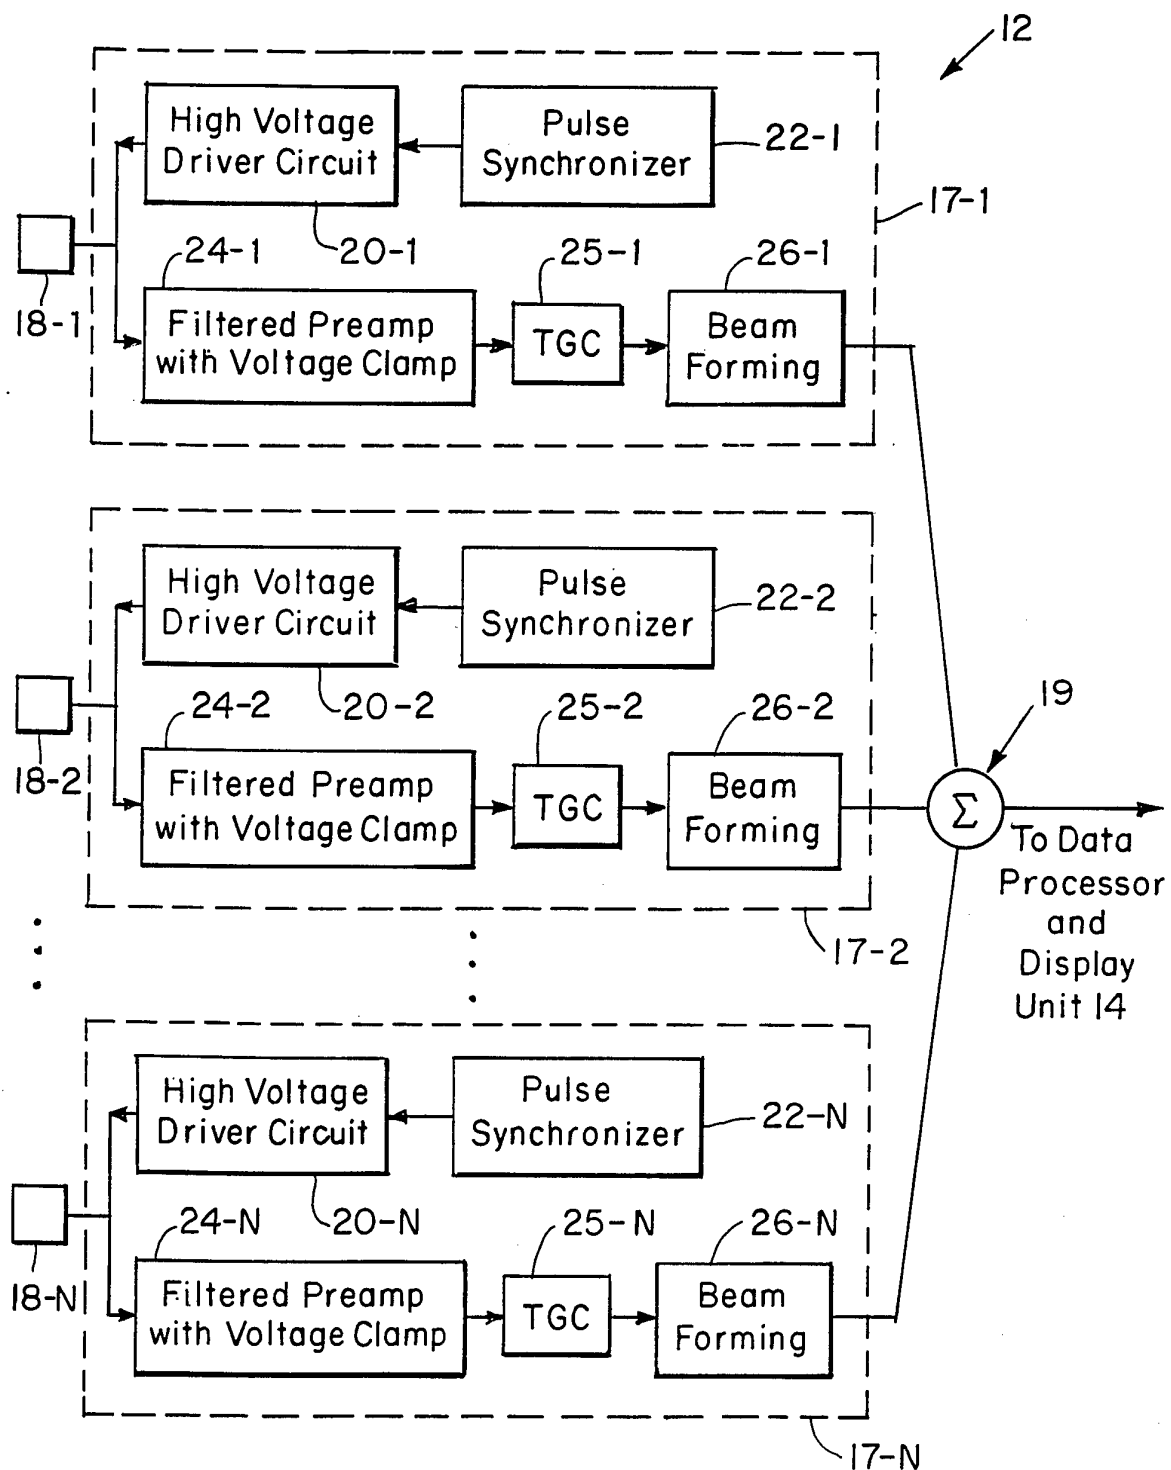 12
High Voltage
Driver Circuit
Pulse
Synchronizer
22-1
17-1
20-1
18-1
24-1
25-1
26-1
Filtered Preamp
with Voltage Clamp
TGC
Beam
Forming
High Voltage
Driver Circuit
Pulse
Synchronizer
22-2
20-2
18-2
24-2
25-2
26-2
Filtered Preamp
with Voltage Clamp
TGC
Beam
Forming
17-2
19
Σ
To Data
Processor
and
Display
Unit 14
High Voltage
Driver Circuit
Pulse
Synchronizer
22-N
20-N
18-N
24-N
25-N
26-N
Filtered Preamp
with Voltage Clamp
TGC
Beam
Forming
17-N